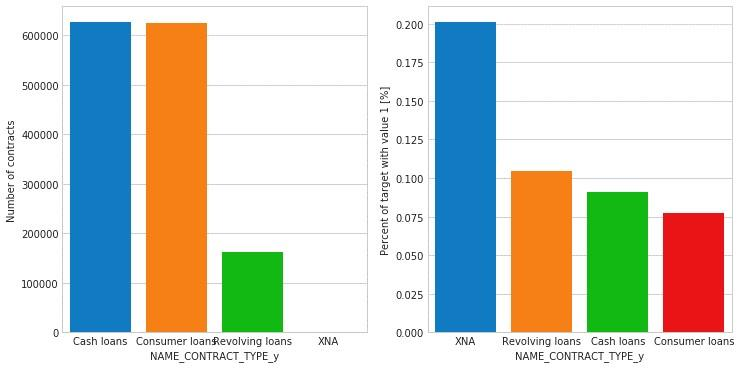 Number of contracts
600000
500000
400000
300000
200000
100000
0
Cash loans Consumer loans Revolving loans XNA
NAME_CONTRACT_TYPE_y
Percent of target with value 1 [%]
0.200
0.175
0.150
0.125
0.100
0.075
0.050
0.025
0.000
XNA Revolving loans Cash loans Consumer loans
NAME_CONTRACT_TYPE_y